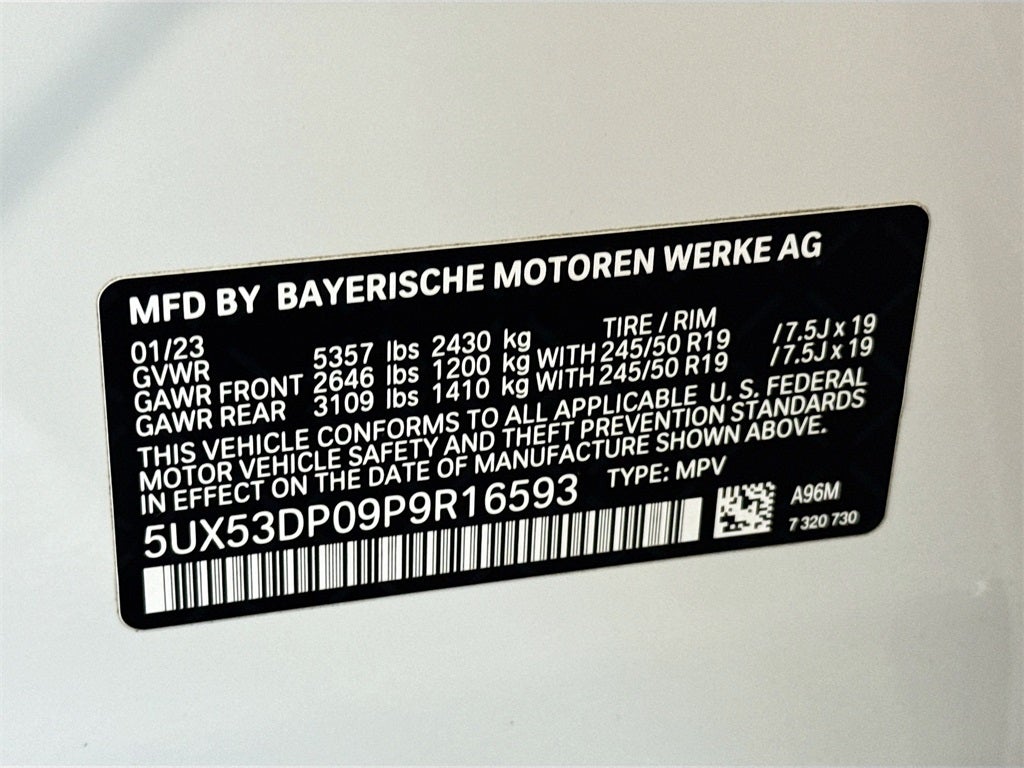 MFD BY BAYERISCHE MOTOREN WERKE AG
01/23 TIRE / RIM
GVWR 5357 lbs 2430 kg
GAWR FRONT 2646 lbs 1200 kg WITH 245/50 R19 /7.5J x 19
GAWR REAR 3109 lbs 1410 kg WITH 245/50 R19 /7.5J x 19
THIS VEHICLE CONFORMS TO ALL APPLICABLE U. S. FEDERAL
MOTOR VEHICLE SAFETY AND THEFT PREVENTION STANDARDS
IN EFFECT ON THE DATE OF MANUFACTURE SHOWN ABOVE.
5UX53DP09P9R16593 TYPE: MPV
A96M
7 320 730